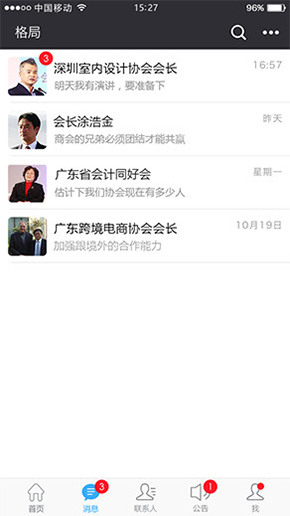 中国移动 15:27 96%
格局
3
深圳室内设计协会会长 16:57
明天我有演讲，要准备下
会长涂浩金 昨天
商会的兄弟必须团结才能共赢
广东省会计同好会 星期一
估计下我们协会现在有多少人
广东跨境电商协会会长 10月19日
加强跟境外的合作能力
3 1
首页 消息 联系人 公告 我